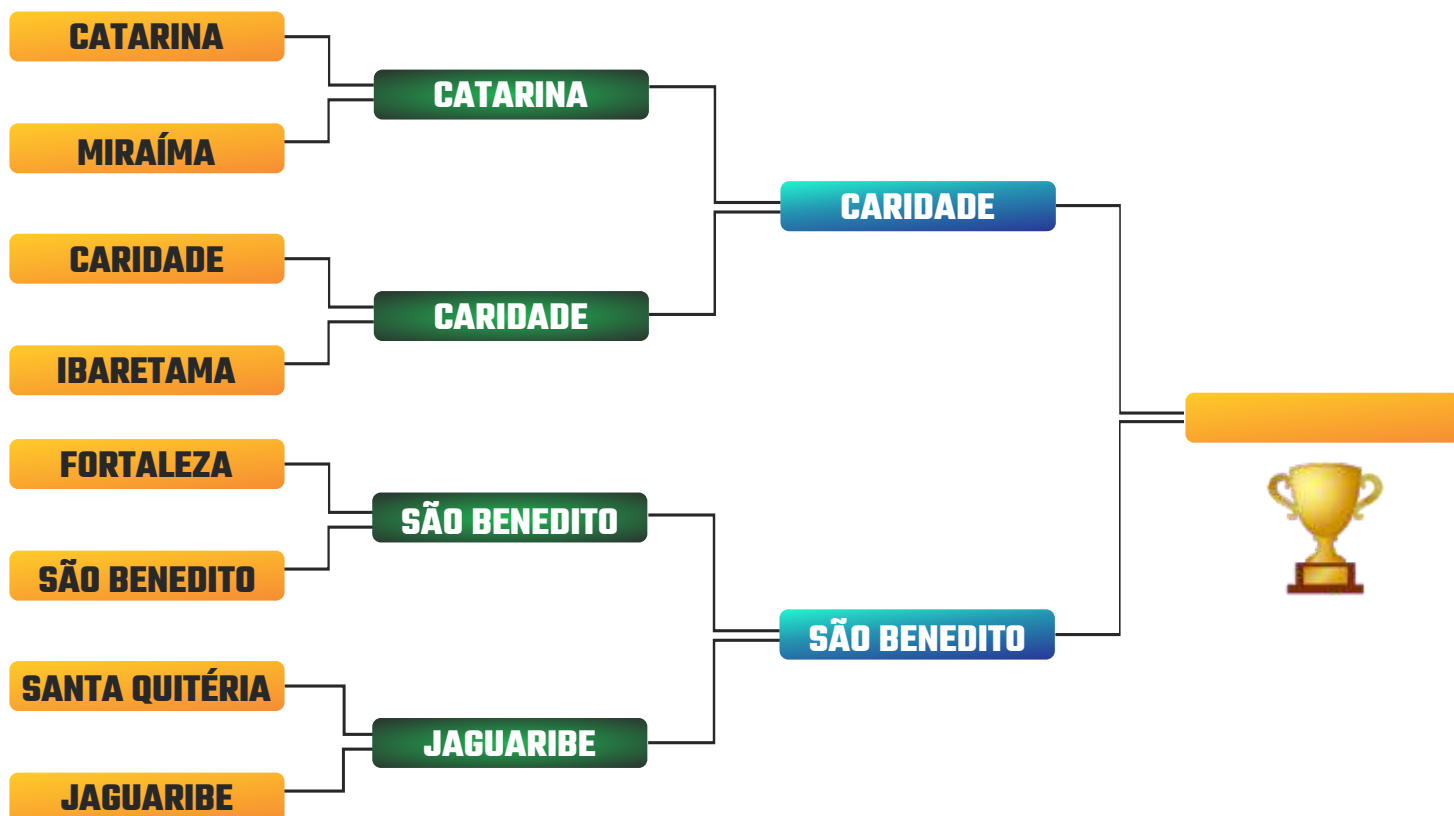 CATARINA
MIRAÍMA
CARIDADE
IBARETAMA
FORTALEZA
SÃO BENEDITO
SANTA QUITÉRIA
JAGUARIBE
CATARINA
CARIDADE
SÃO BENEDITO
JAGUARIBE
CARIDADE
SÃO BENEDITO